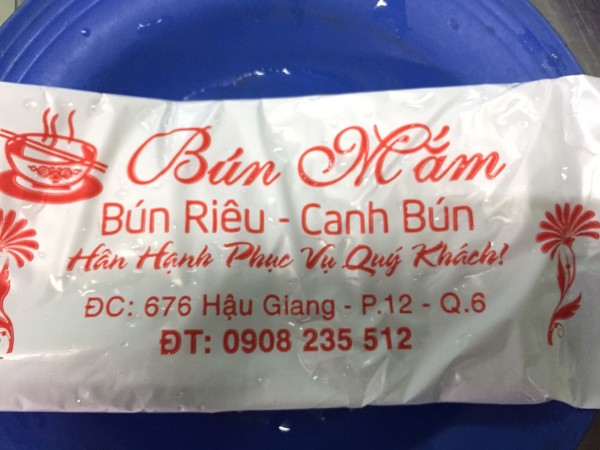 Bún Mắm
Bún Riêu - Canh Bún
Hân Hạnh Phục Vụ Quý Khách!
ĐC: 676 Hậu Giang - P.12 - Q.6
ĐT: 0908 235 512